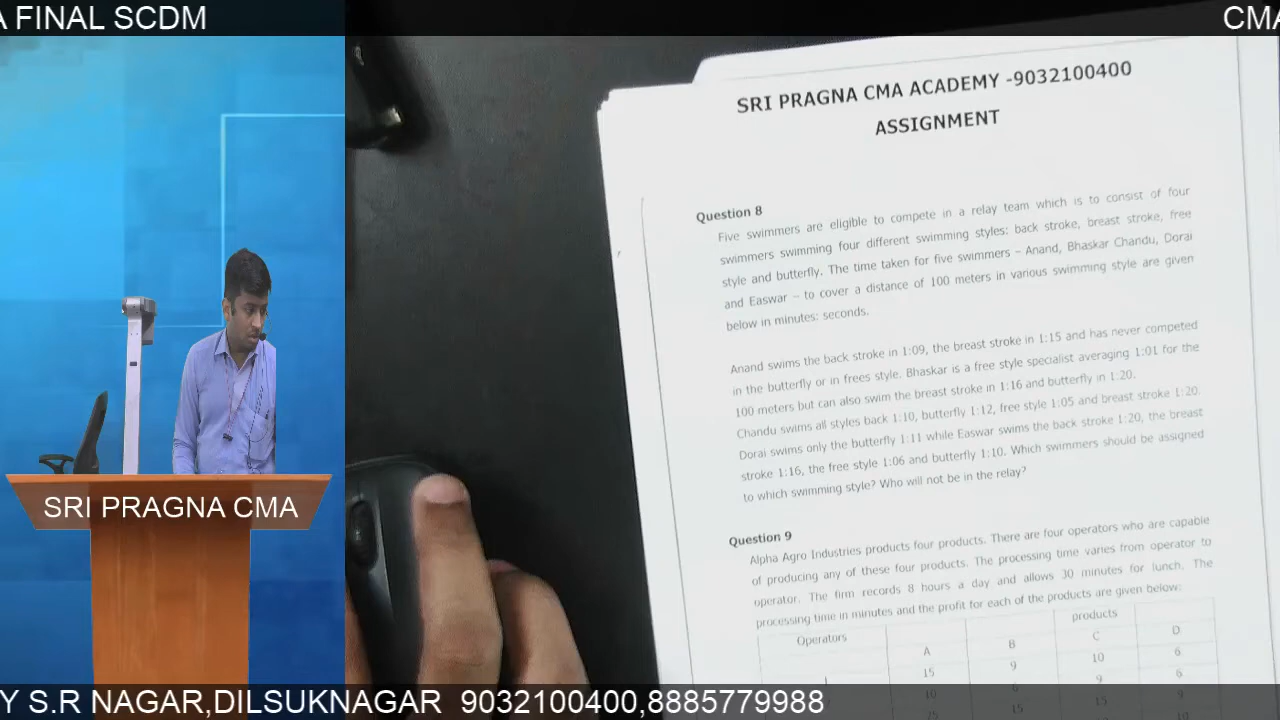 A FINAL SCDM
CMA
SRI PRAGNA CMA ACADEMY -9032100400
ASSIGNMENT
Question 8
Five swimmers are eligible to compete in a relay team which is to consist of four
swimmers swimming four different swimming styles: back stroke, breast stroke, free
style and butterfly. The time taken for five swimmers – Anand, Bhaskar Chandu, Dorai
and Easwar – to cover a distance of 100 meters in various swimming style are given
below in minutes: seconds.
Anand swims the back stroke in 1:09, the breast stroke in 1:15 and has never competed
in the butterfly or in frees style. Bhaskar is a free style specialist averaging 1:01 for the
100 meters but can also swim the breast stroke in 1:16 and butterfly in 1:20.
Chandu swims all styles back 1:10, butterfly 1:12, free style 1:05 and breast stroke 1:20.
Dorai swims only the butterfly 1:11 while Easwar swims the back stroke 1:20, the breast
stroke 1:16, the free style 1:06 and butterfly 1:10. Which swimmers should be assigned
to which swimming style? Who will not be in the relay?
Question 9
Alpha Agro Industries products four products. There are four operators who are capable
of producing any of these four products. The processing time varies from operator to
operator. The firm records 8 hours a day and allows 30 minutes for lunch. The
processing time in minutes and the profit for each of the products are given below:
Operators products
A B C D
15 9 10 6
10 6 9 6
15 15 9
SRI PRAGNA CMA
Y S.R NAGAR,DILSUKNAGAR 9032100400,8885779988